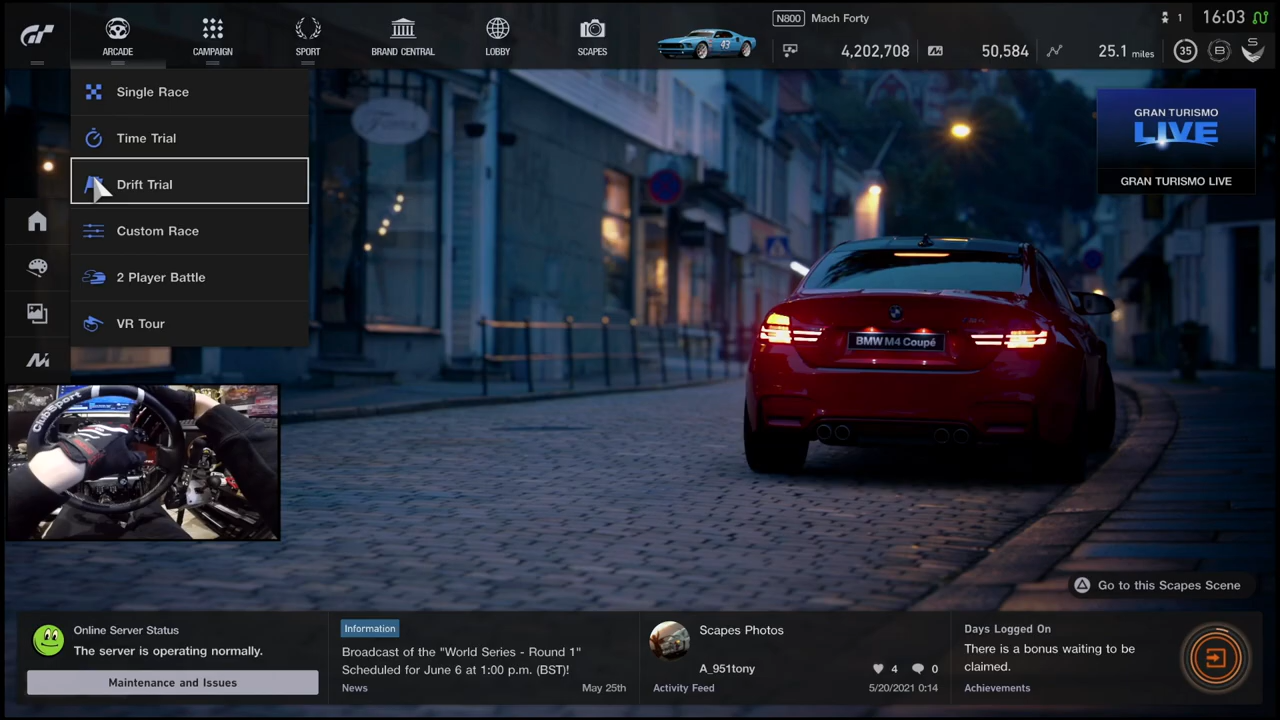 ARCADE
CAMPAIGN
SPORT
BRAND CENTRAL
LOBBY
SCAPES
N800 Mach Forty
1
16:03
4,202,708
50,584
25.1 miles
35
B
S
Single Race
Time Trial
Drift Trial
Custom Race
2 Player Battle
VR Tour
GRAN TURISMO
LIVE
GRAN TURISMO LIVE
BMW M4 Coupé
clubsport
Go to this Scapes Scene
Online Server Status
The server is operating normally.
Maintenance and Issues
Information
Broadcast of the "World Series - Round 1"
Scheduled for June 6 at 1:00 p.m. (BST)!
News
May 25th
Scapes Photos
A_951tony
4
0
Activity Feed
5/20/2021 0:14
Days Logged On
There is a bonus waiting to be
claimed.
Achievements